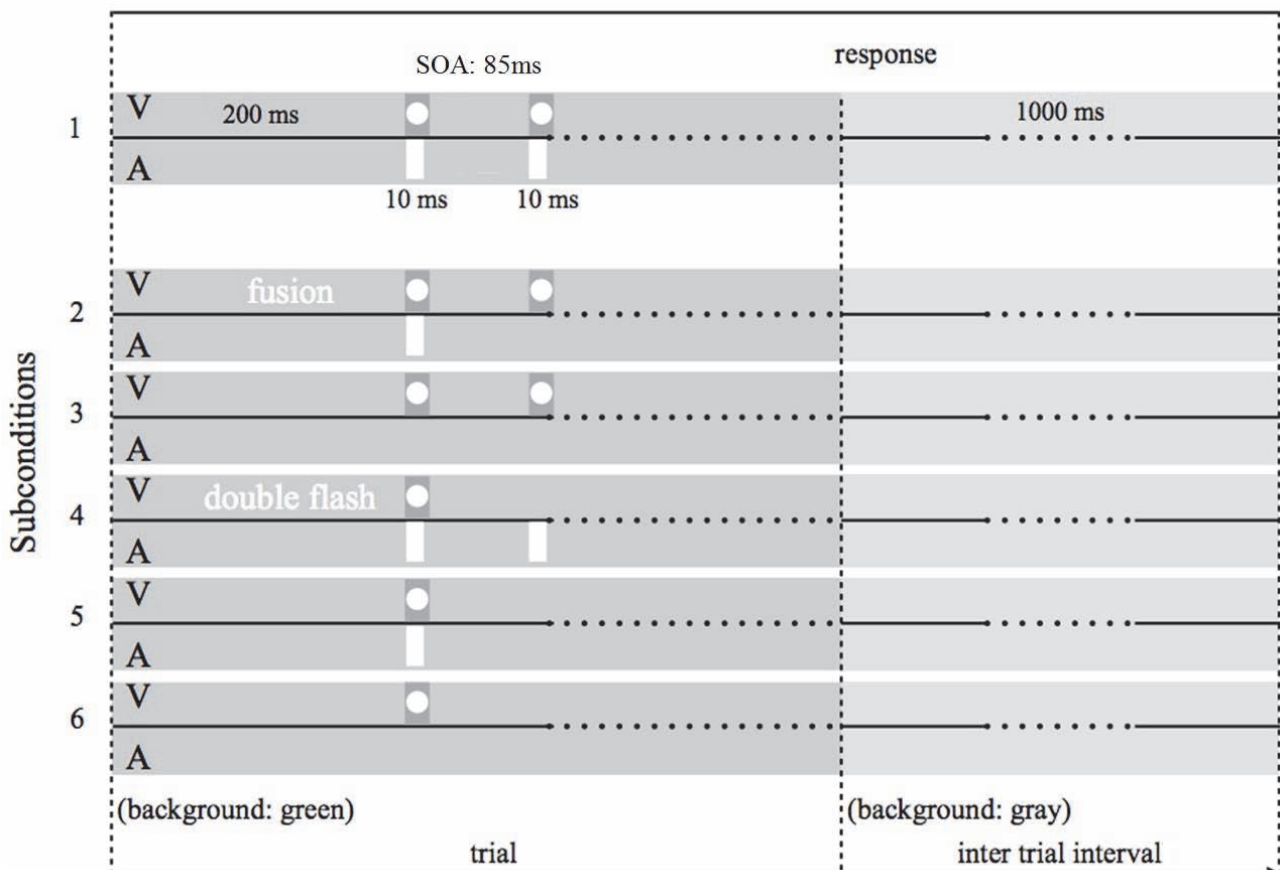 SOA: 85ms
response
V
200 ms
1000 ms
1
A
10 ms
10 ms
Subconditions
V
fusion
2
A
V
3
A
V
double flash
4
A
V
5
A
V
6
A
(background: green)
(background: gray)
trial
inter trial interval